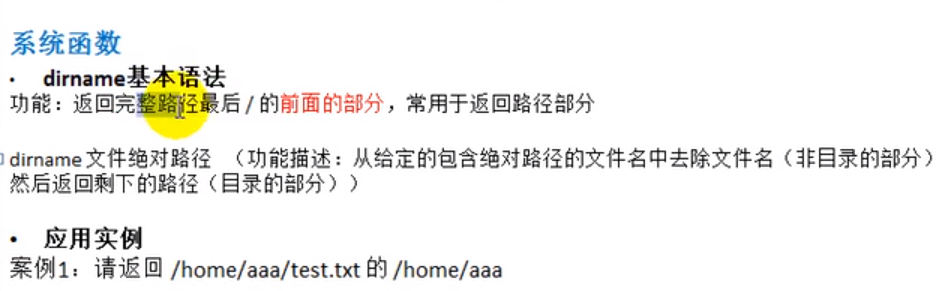 系统函数
• dirname基本语法
功能：返回完整路径最后 / 的前面的部分，常用于返回路径部分
dirname 文件绝对路径 （功能描述：从给定的包含绝对路径的文件名中去除文件名（非目录的部分）
然后返回剩下的路径（目录的部分））
• 应用实例
案例1：请返回 /home/aaa/test.txt 的 /home/aaa